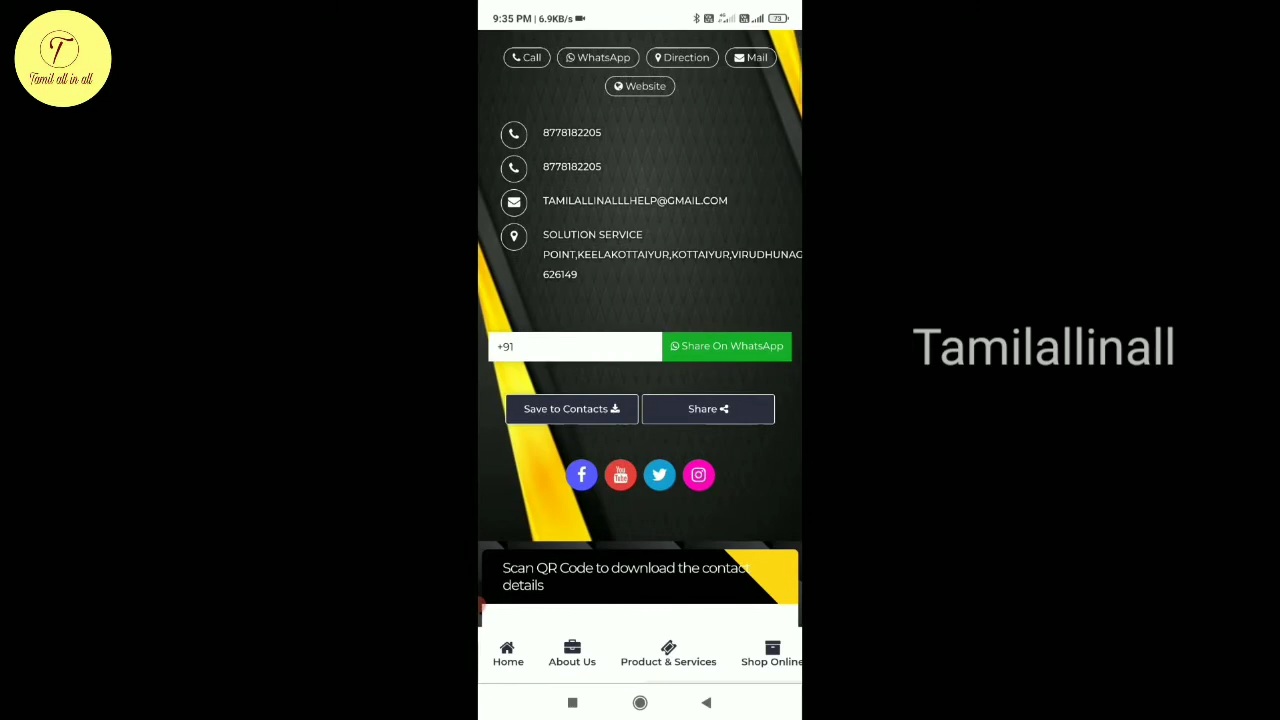 T
Tamil all in all
9:35 PM | 6.9KB/s
73
Call
WhatsApp
Direction
Mail
Website
8778182205
8778182205
TAMILALLINALLLHELP@GMAIL.COM
SOLUTION SERVICE
POINT,KEELAKOTTAIYUR,KOTTAIYUR,VIRUDHUNAG
626149
+91
Share On WhatsApp
Save to Contacts
Share
Scan QR Code to download the contact
details
Home
About Us
Product & Services
Shop Online
Tamilallinall